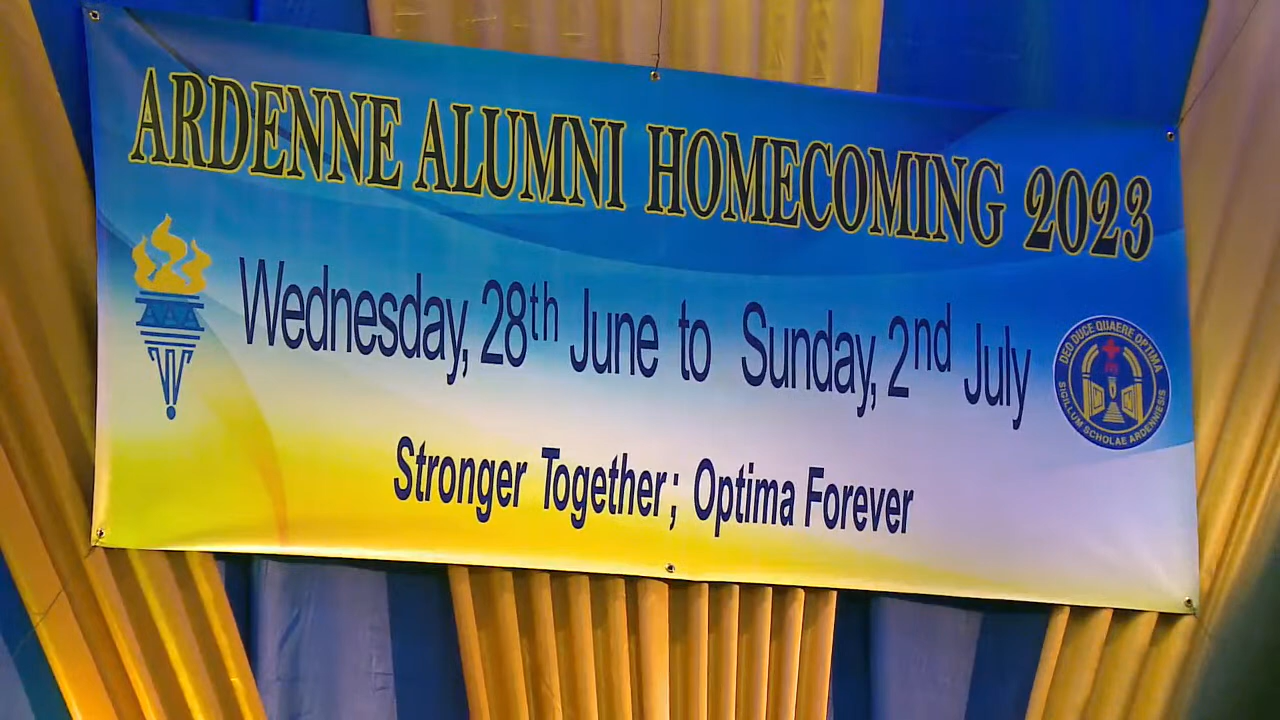 ARDENNE ALUMNI HOMECOMING 2023
Wednesday, 28th June to Sunday, 2nd July
DEO DUCE QUAERE OPTIMA
SIGILLUM SCHOLAE ARDENNIESIS
Stronger Together; Optima Forever